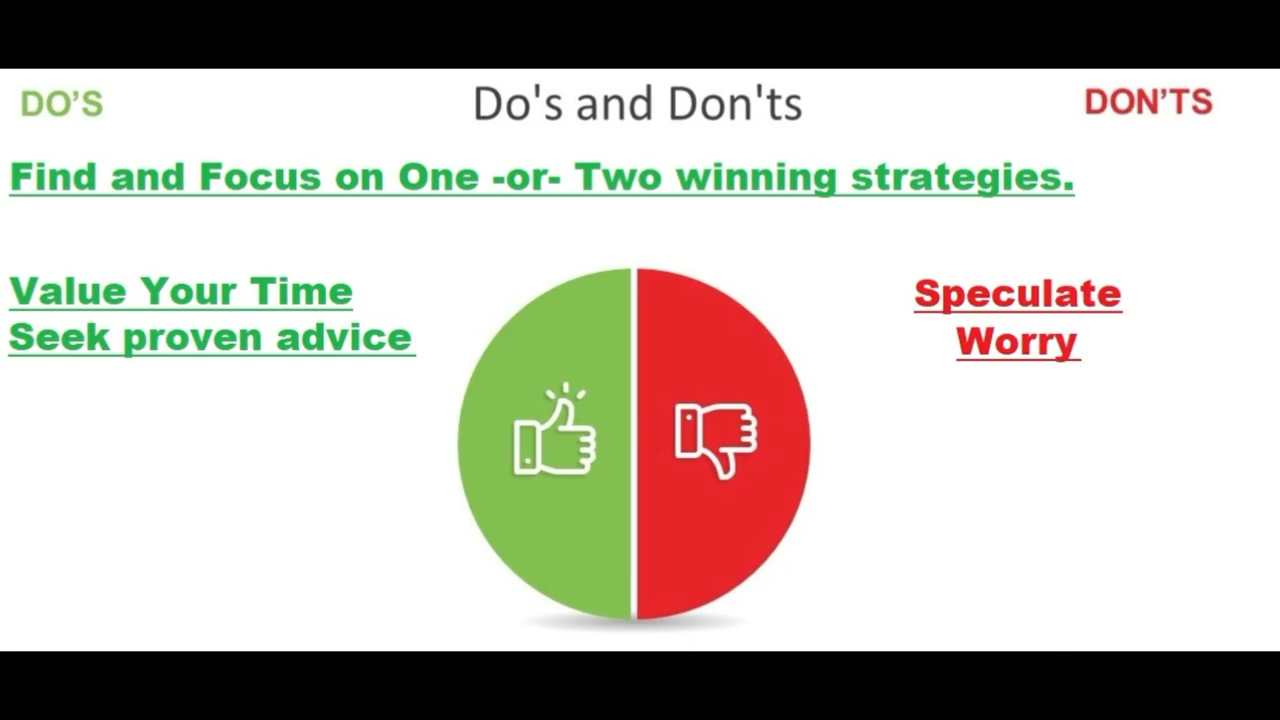 DO'S
Do's and Don'ts
DON'TS
Find and Focus on One -or- Two winning strategies.
Value Your Time
Seek proven advice
Speculate
Worry